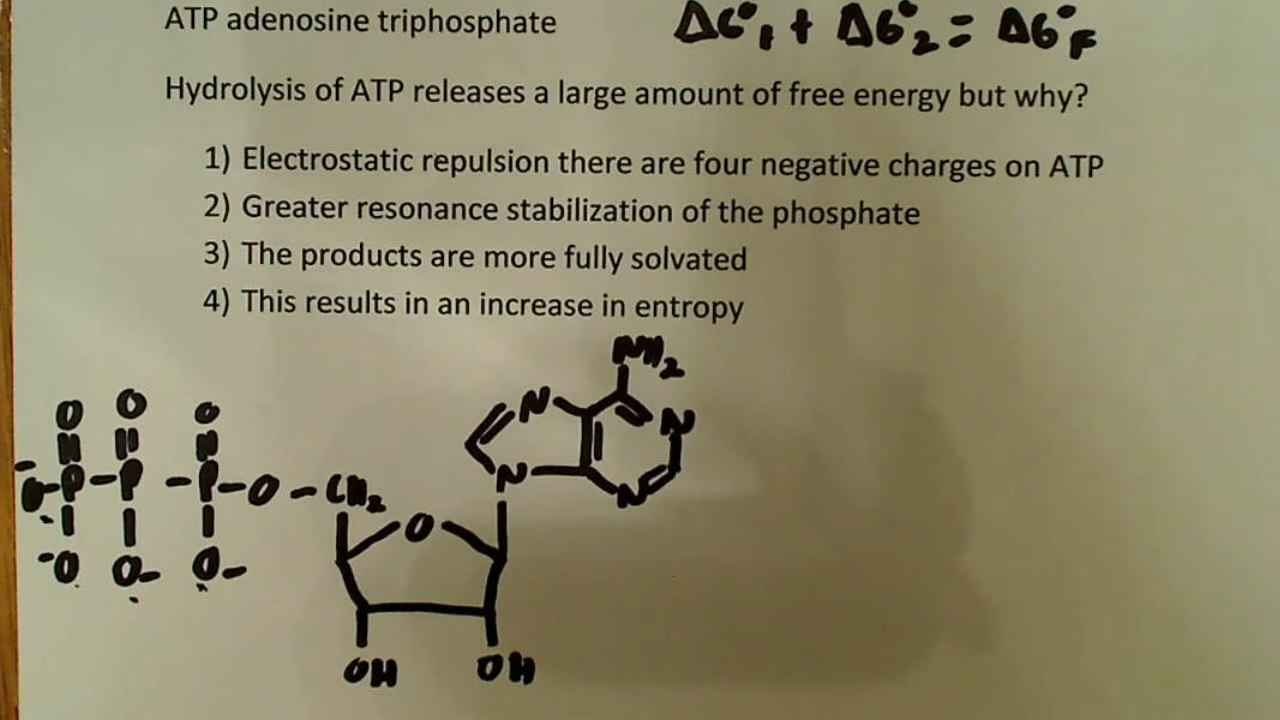 ATP adenosine triphosphate
ΔG°1 + ΔG°2 = ΔG°F
Hydrolysis of ATP releases a large amount of free energy but why?
1) Electrostatic repulsion there are four negative charges on ATP
2) Greater resonance stabilization of the phosphate
3) The products are more fully solvated
4) This results in an increase in entropy
NH2
O O O N N
-O-P-P-P-O-CH2 N N
-O O- O- O
OH OH